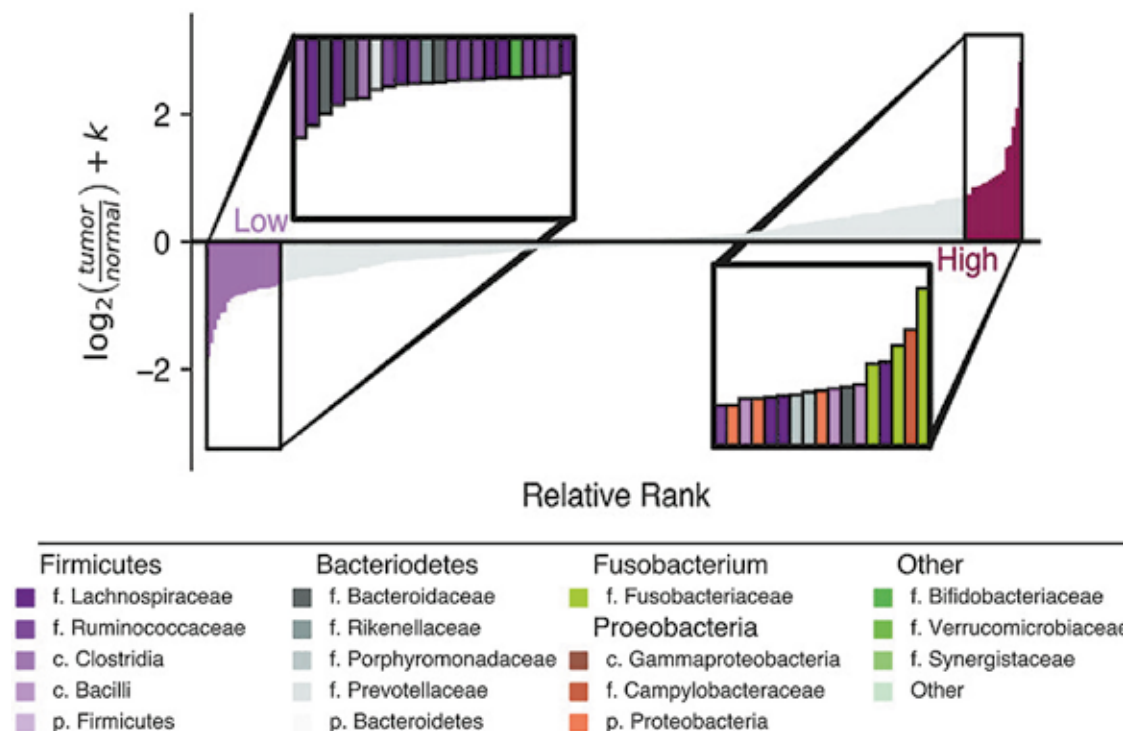 2
0
−2
log₂(tumor/normal) + k
Low
High
Relative Rank
Firmicutes
f. Lachnospiraceae
f. Ruminococcaceae
c. Clostridia
c. Bacilli
p. Firmicutes
Bacteriodetes
f. Bacteroidaceae
f. Rikenellaceae
f. Porphyromonadaceae
f. Prevotellaceae
p. Bacteroidetes
Fusobacterium
f. Fusobacteriaceae
Proeobacteria
c. Gammaproteobacteria
f. Campylobacteraceae
p. Proteobacteria
Other
f. Bifidobacteriaceae
f. Verrucomicrobiaceae
f. Synergistaceae
Other